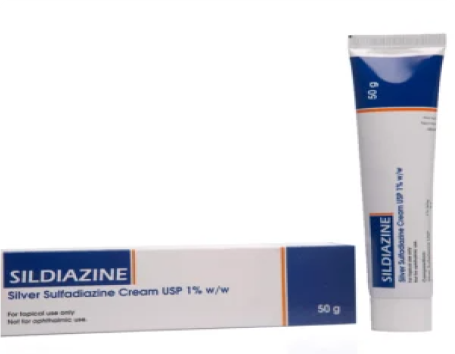 SILDIAZINE
Silver Sulfadiazine Cream USP 1% w/w
For topical use only
Not for ophthalmic use.
50 g
50 g
SILDIAZINE
Silver Sulfadiazine Cream USP 1% w/w